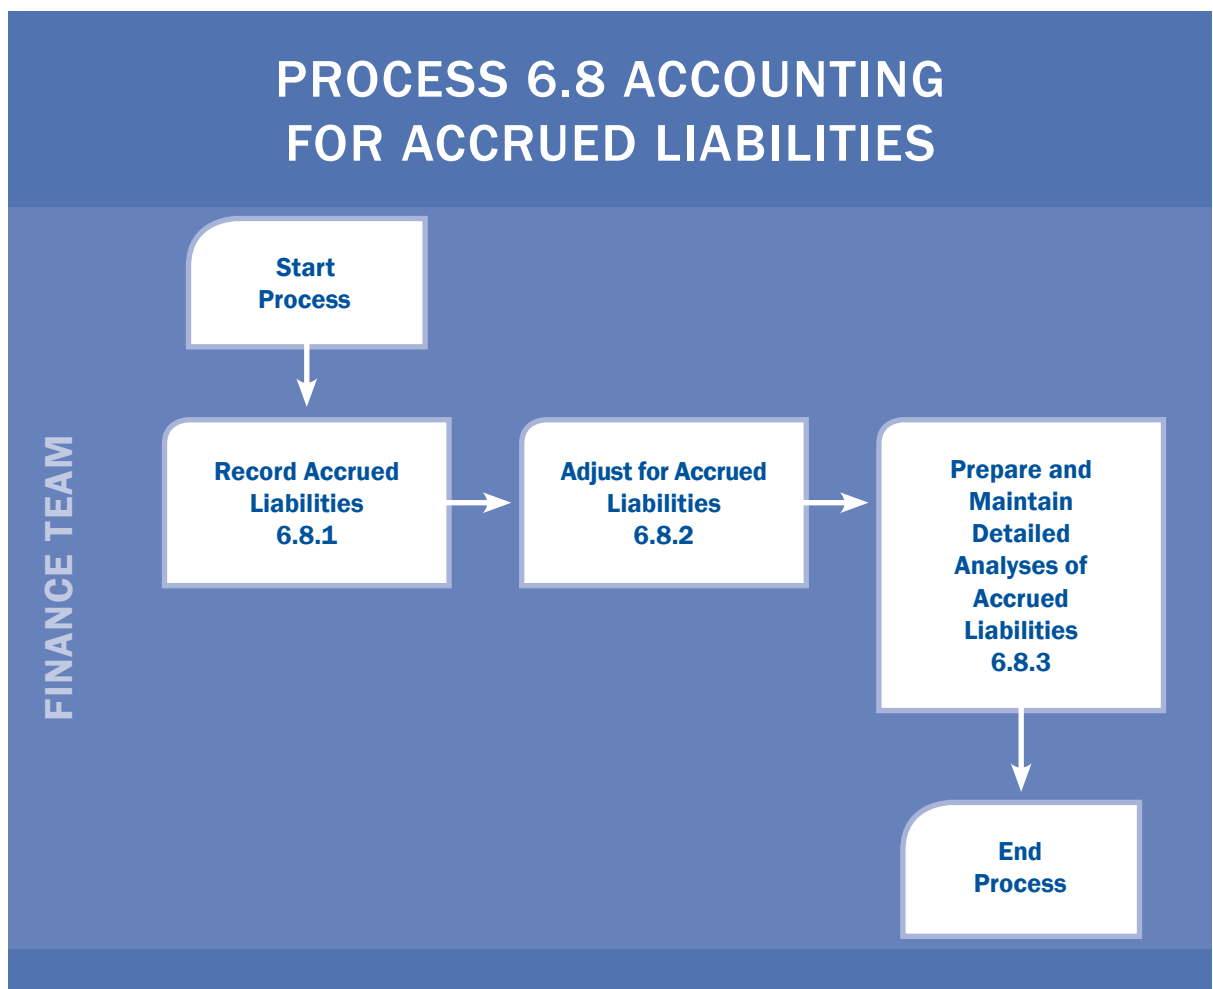 PROCESS 6.8 ACCOUNTING
FOR ACCRUED LIABILITIES
FINANCE TEAM
Start
Process
Record Accrued
Liabilities
6.8.1
Adjust for Accrued
Liabilities
6.8.2
Prepare and
Maintain
Detailed
Analyses of
Accrued
Liabilities
6.8.3
End
Process